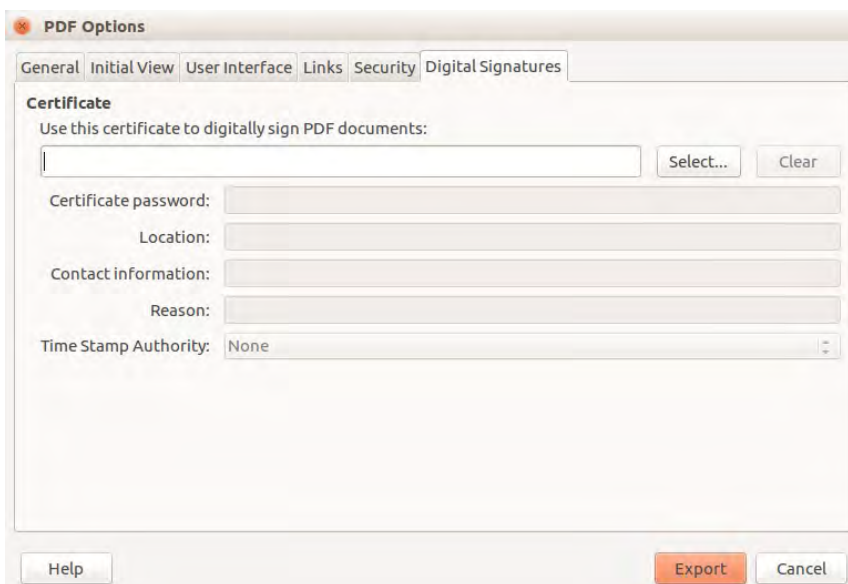 PDF Options
General Initial View User Interface Links Security Digital Signatures
Certificate
Use this certificate to digitally sign PDF documents:
Select... Clear
Certificate password:
Location:
Contact information:
Reason:
Time Stamp Authority: None
Help Export Cancel